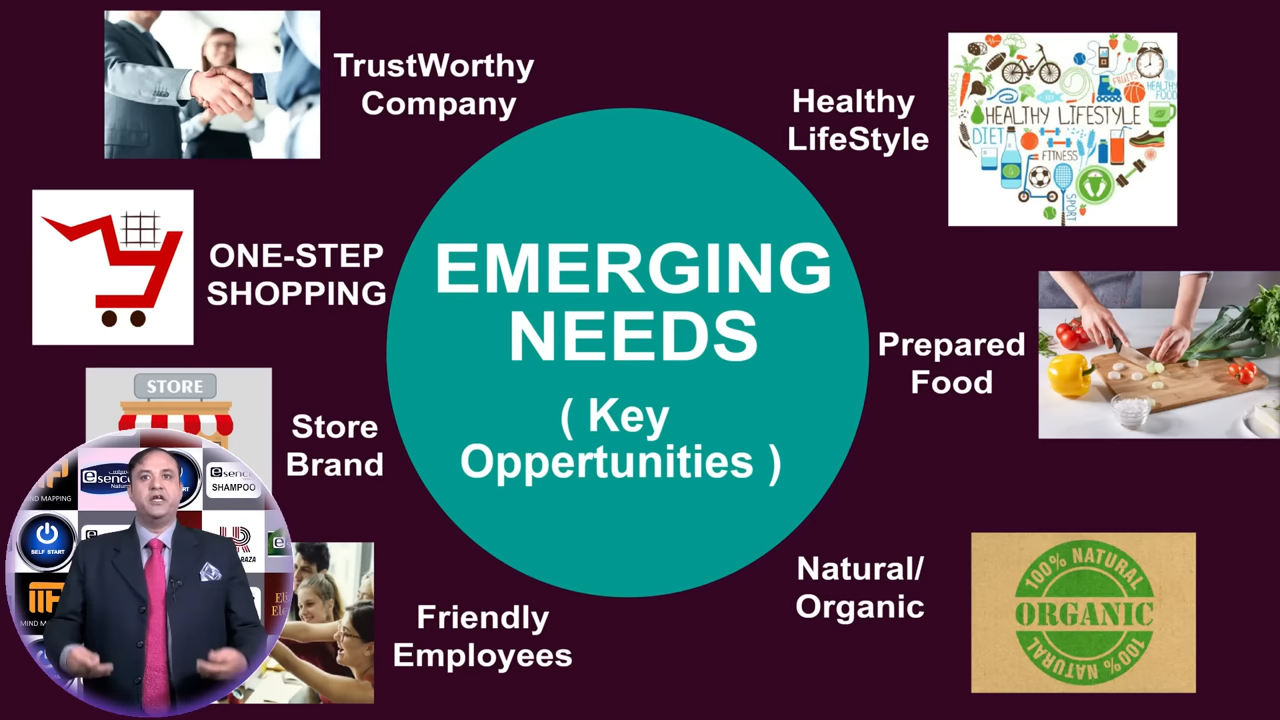 TrustWorthy
Company
Healthy
LifeStyle
HEALTHY LIFESTYLE
DIET
FITNESS
SPORT
FRUITS
VEGETABLES
HEALTHY
FOOD
ONE-STEP
SHOPPING
EMERGING
NEEDS
( Key
Oppertunities )
Prepared
Food
STORE
Store
Brand
Friendly
Employees
Natural/
Organic
100% NATURAL
ORGANIC
100% NATURAL
MIND MAPPING
esenc
SHAMPOO
SELF START